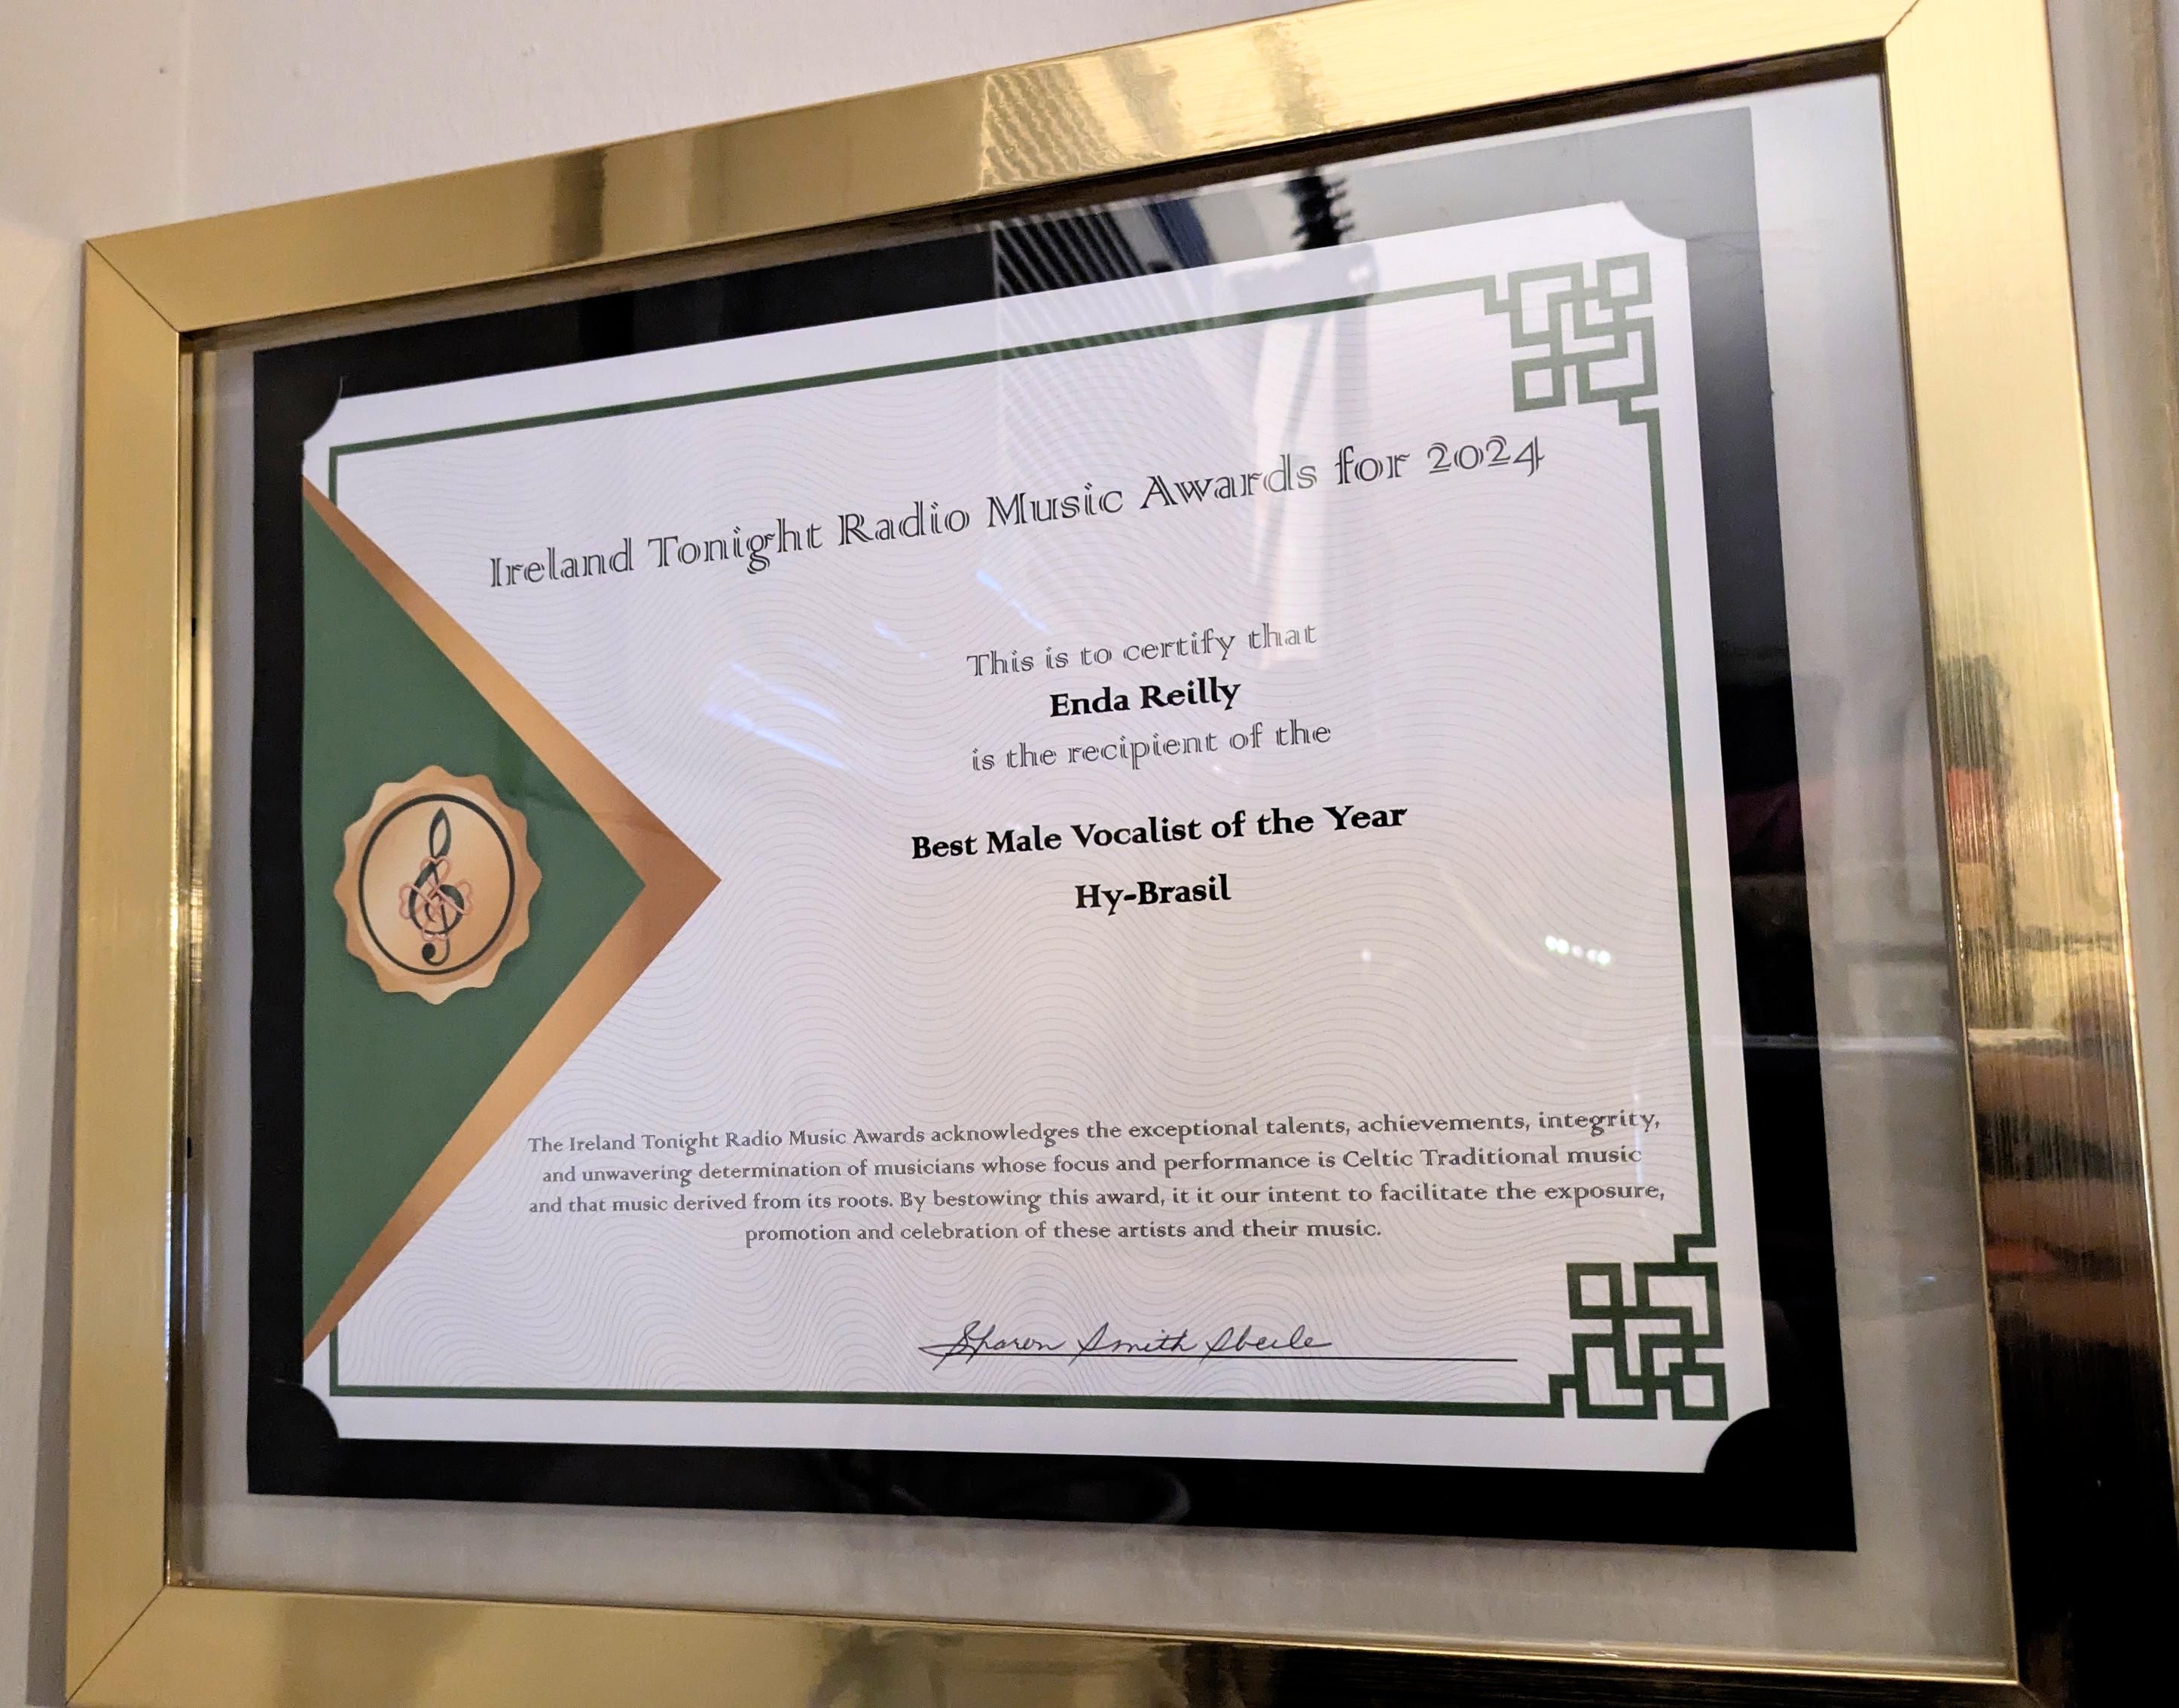 Ireland Tonight Radio Music Awards for 2024
This is to certify that
Enda Reilly
is the recipient of the
Best Male Vocalist of the Year
Hy-Brasil
The Ireland Tonight Radio Music Awards acknowledges the exceptional talents, achievements, integrity,
and unwavering determination of musicians whose focus and performance is Celtic Traditional music
and that music derived from its roots. By bestowing this award, it it our intent to facilitate the exposure,
promotion and celebration of these artists and their music.
Sharon Smith